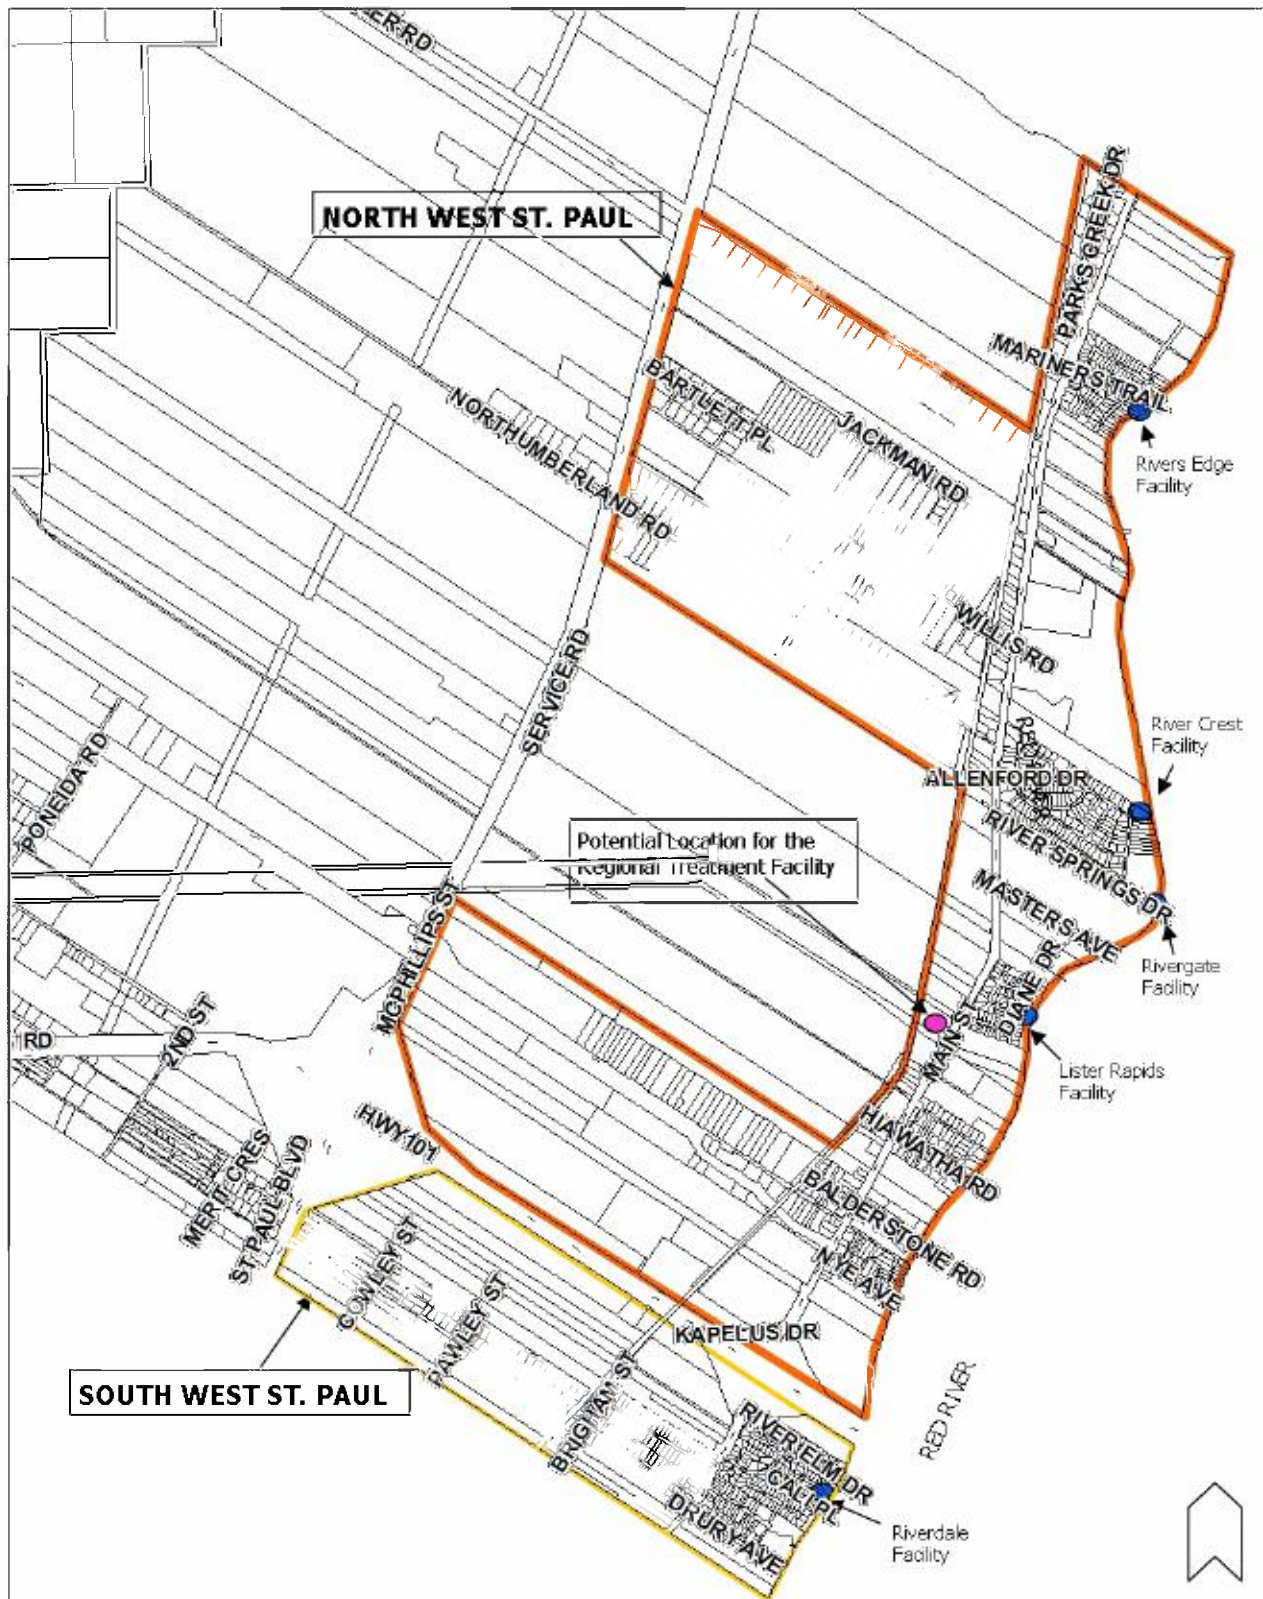 NORTH WEST ST. PAUL
PARKS CREEK DR
MARINERS TRAIL
BARTLETT PL
JACKMAN RD
NORTHUMBERLAND RD
Rivers Edge
Facility
WILLIS RD
SERVICE RD
River Crest
Facility
ALLENFORD DR
PONEIDA RD
RIVER SPRINGS DR
Potential Location for the
Regional Treatment Facility
MASTERS AVE
MCPHILLIPS ST
DIANE DR
Rivergate
Facility
2ND ST
RD
MAIN ST
Lister Rapids
Facility
HIAWATHA RD
HWY 101
MERIT CRES
ST PAUL BLVD
BALDERSTONE RD
NYE AVE
GOWLEY ST
PAWLEY ST
KAPELUS DR
SOUTH WEST ST. PAUL
BRIGHAM ST
RED RIVER
RIVER ELM DR
CALI PL
DRURY AVE
Riverdale
Facility